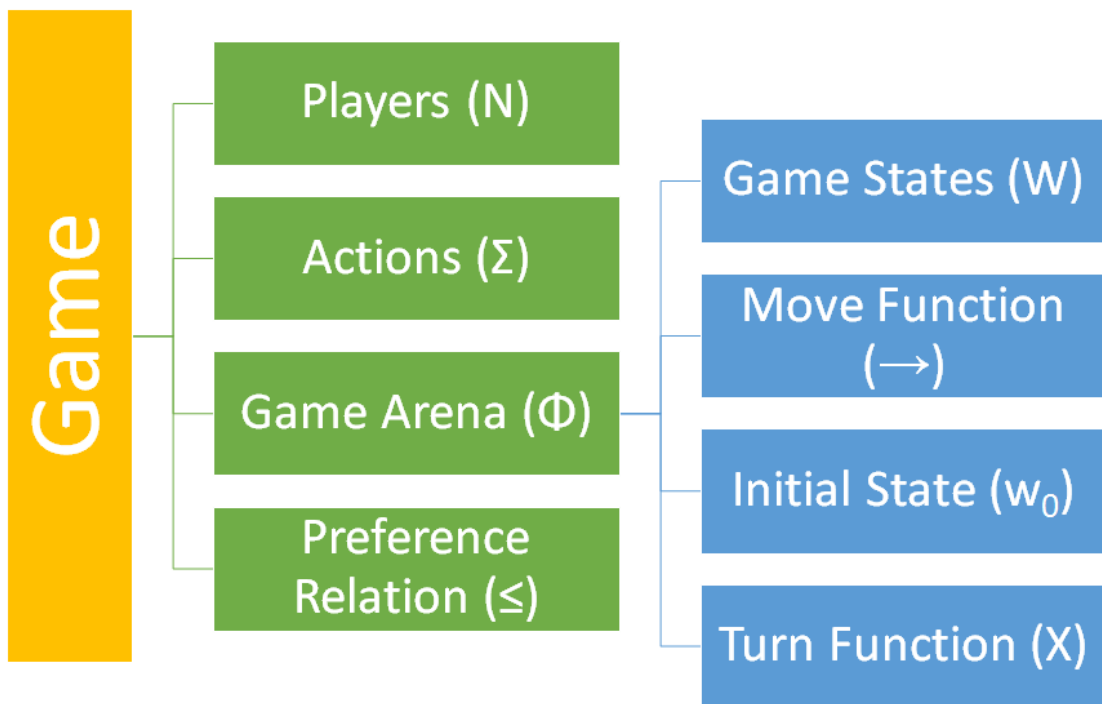 Game
Players (N)
Actions (Σ)
Game Arena (Φ)
Preference
Relation (≤)
Game States (W)
Move Function
(→)
Initial State (w₀)
Turn Function (X)